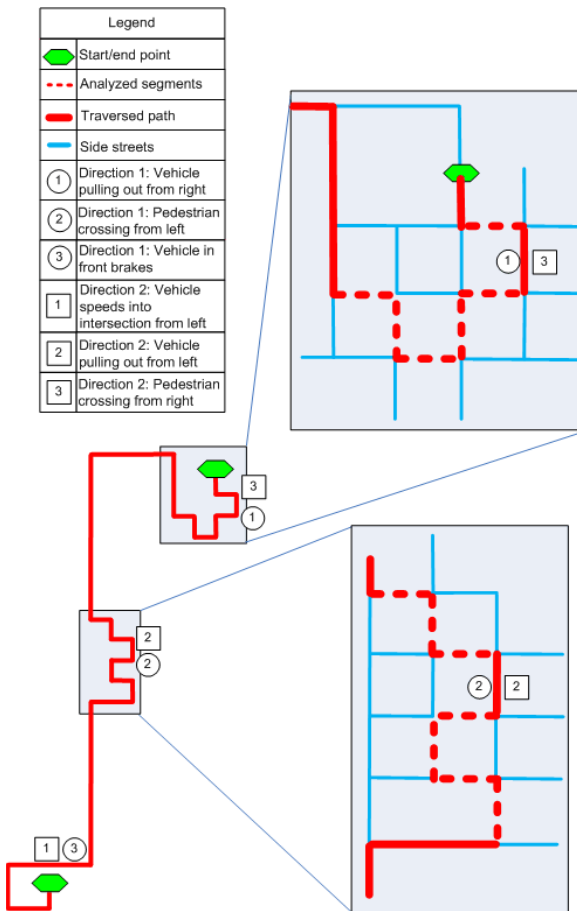 Legend
Start/end point
Analyzed segments
Traversed path
Side streets
1
Direction 1: Vehicle
pulling out from right
2
Direction 1: Pedestrian
crossing from left
3
Direction 1: Vehicle in
front brakes
1
Direction 2: Vehicle
speeds into
intersection from left
2
Direction 2: Vehicle
pulling out from left
3
Direction 2: Pedestrian
crossing from right
1 3
3
1
2
2
2 2
1 3